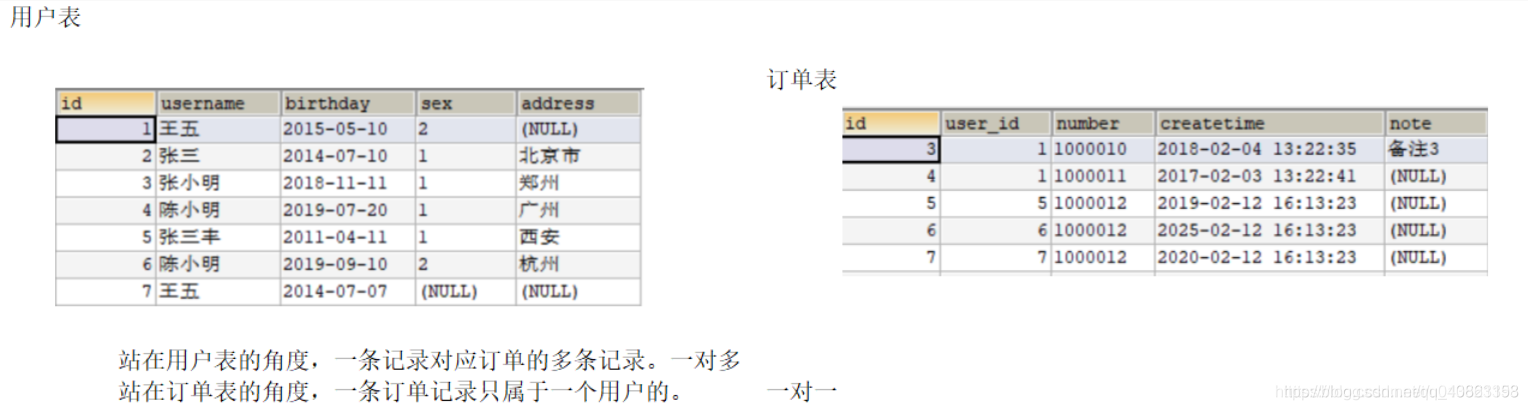 用户表
id username birthday sex address
1 王五 2015-05-10 2 (NULL)
2 张三 2014-07-10 1 北京市
3 张小明 2018-11-11 1 郑州
4 陈小明 2019-07-20 1 广州
5 张三丰 2011-04-11 1 西安
6 陈小明 2019-09-10 2 杭州
7 王五 2014-07-07 (NULL) (NULL)
订单表
id user_id number createtime note
3 1 1000010 2018-02-04 13:22:35 备注3
4 1 1000011 2017-02-03 13:22:41 (NULL)
5 5 1000012 2019-02-12 16:13:23 (NULL)
6 6 1000012 2025-02-12 16:13:23 (NULL)
7 7 1000012 2020-02-12 16:13:23 (NULL)
站在用户表的角度，一条记录对应订单的多条记录。一对多
站在订单表的角度，一条订单记录只属于一个用户的。 一对一